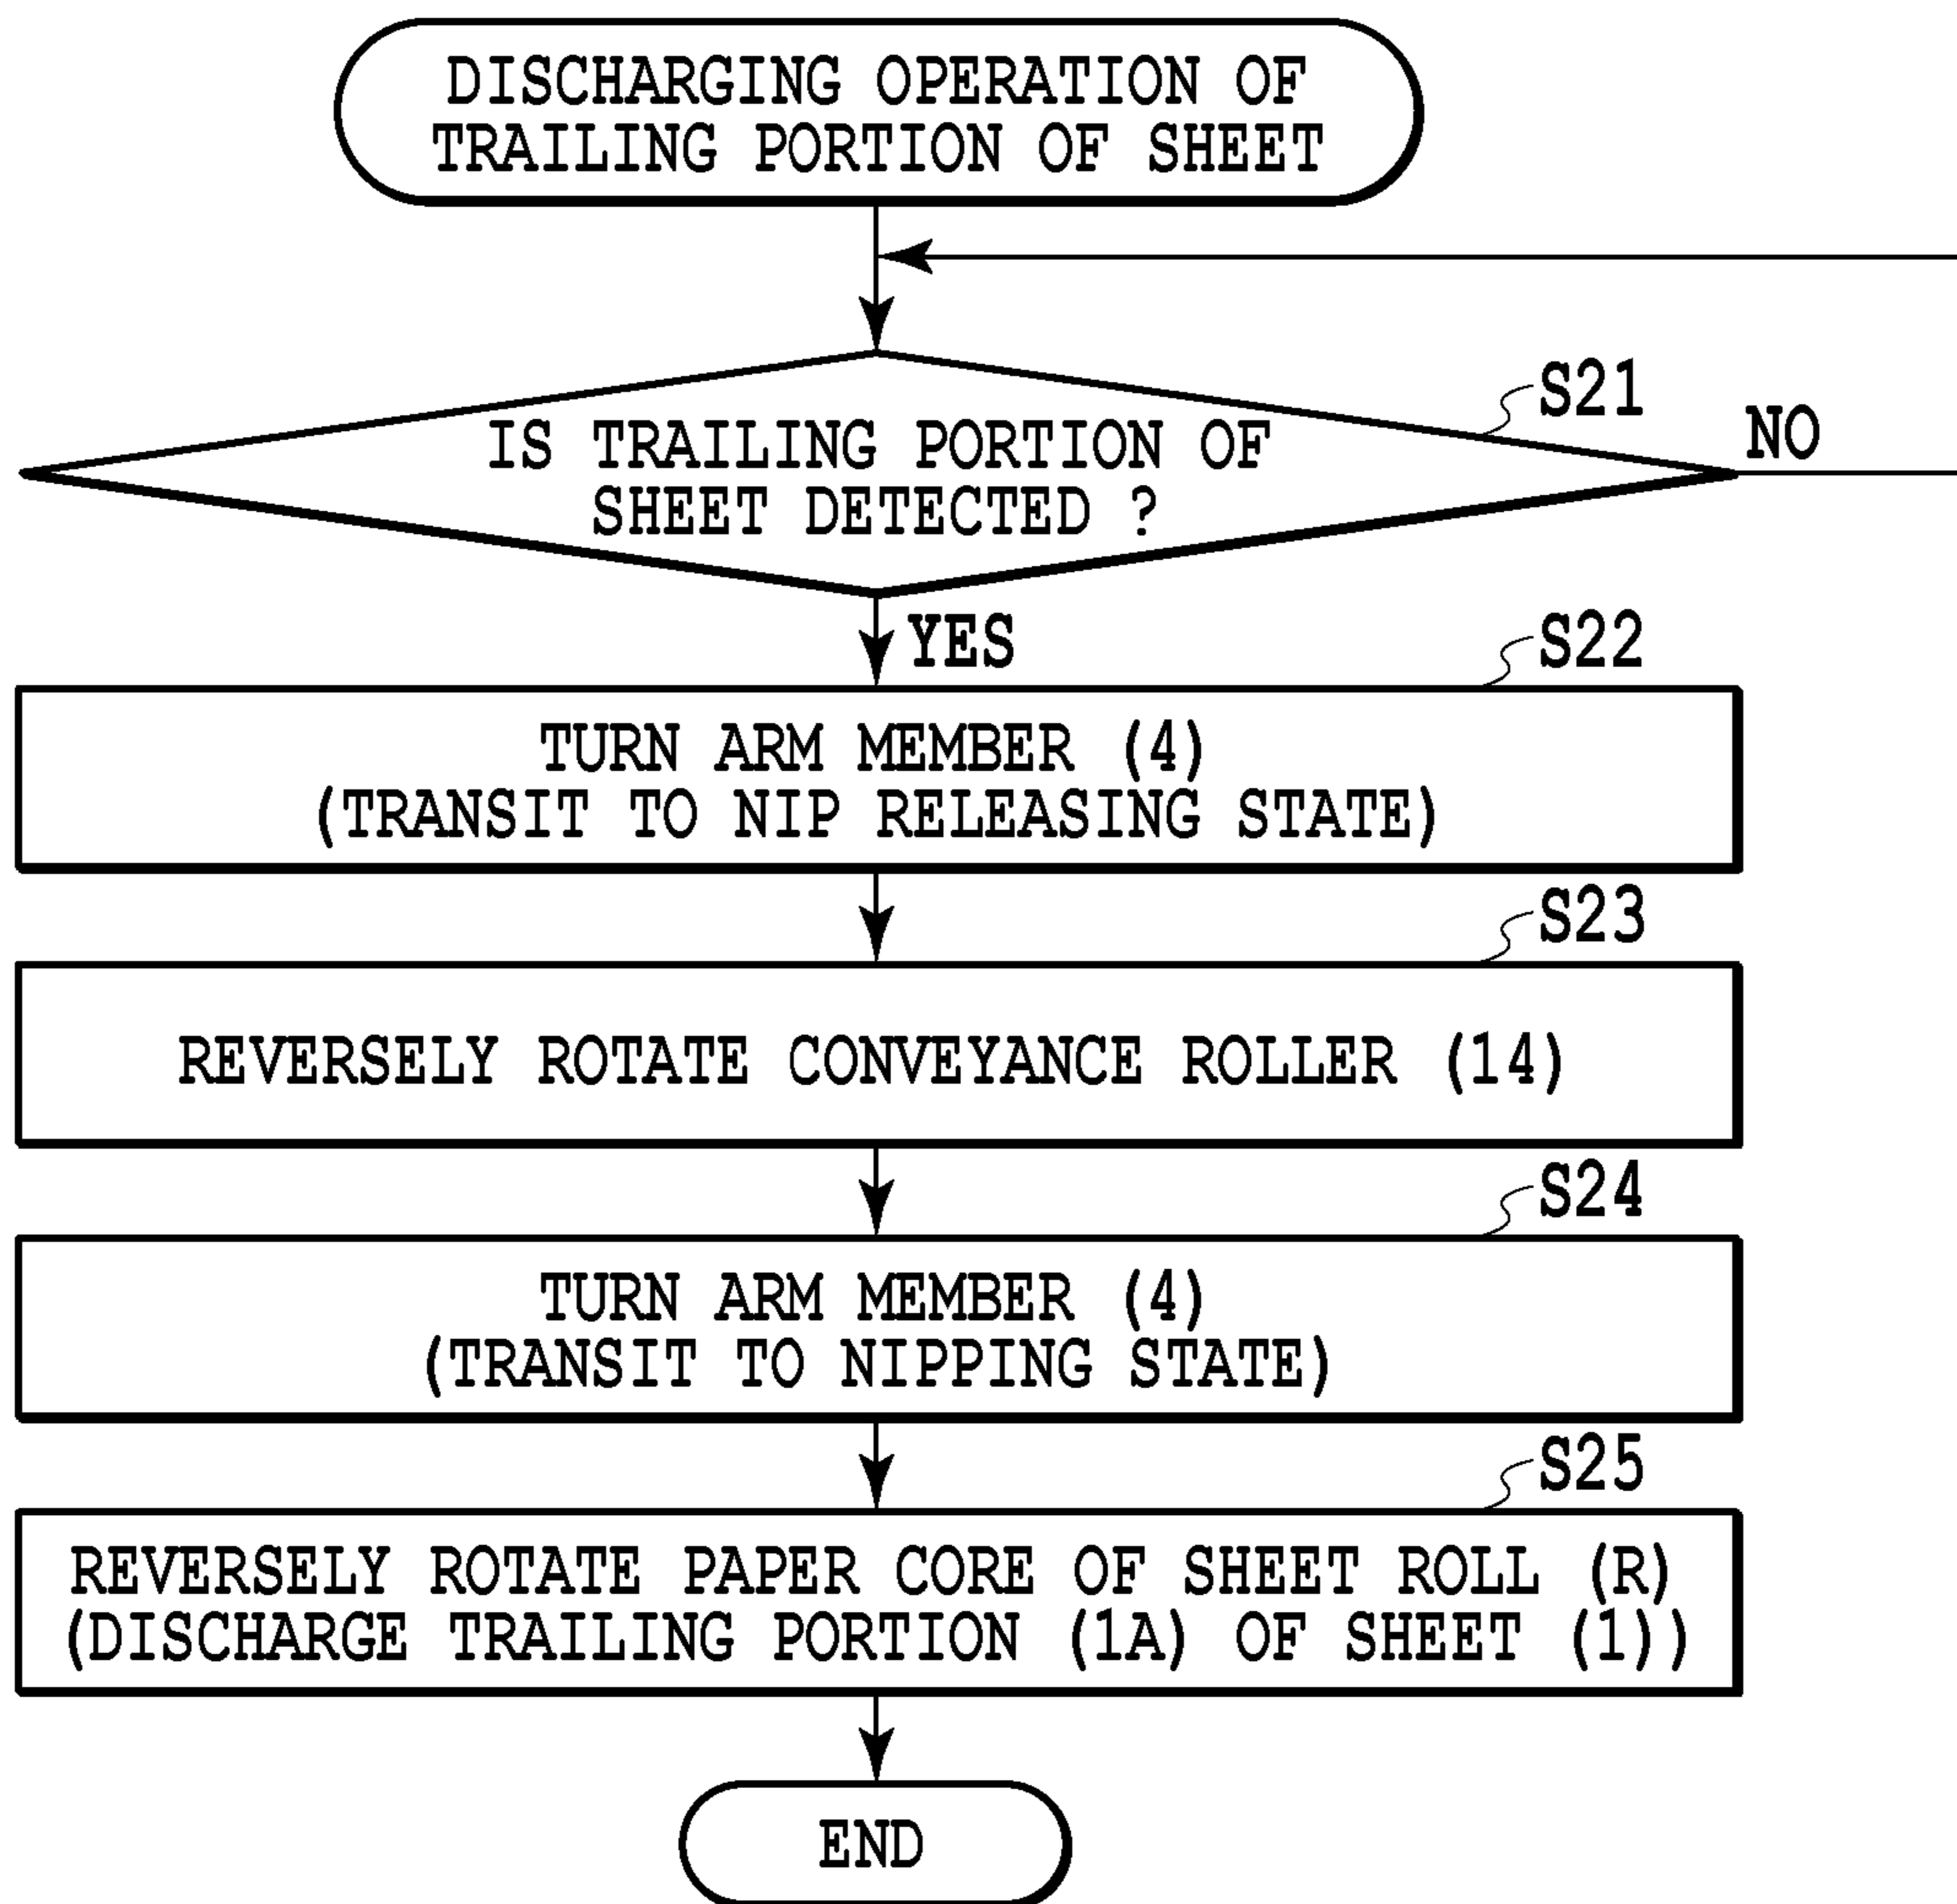 DISCHARGING OPERATION OF
TRAILING PORTION OF SHEET
S21
IS TRAILING PORTION OF
SHEET DETECTED ?
NO
YES
S22
TURN ARM MEMBER (4)
(TRANSIT TO NIP RELEASING STATE)
S23
REVERSELY ROTATE CONVEYANCE ROLLER (14)
S24
TURN ARM MEMBER (4)
(TRANSIT TO NIPPING STATE)
S25
REVERSELY ROTATE PAPER CORE OF SHEET ROLL (R)
(DISCHARGE TRAILING PORTION (1A) OF SHEET (1))
END